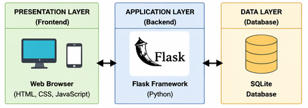 PRESENTATION LAYER
(Frontend)
Web Browser
(HTML, CSS, JavaScript)
APPLICATION LAYER
(Backend)
Flask
Flask Framework
(Python)
DATA LAYER
(Database)
SQLite
Database